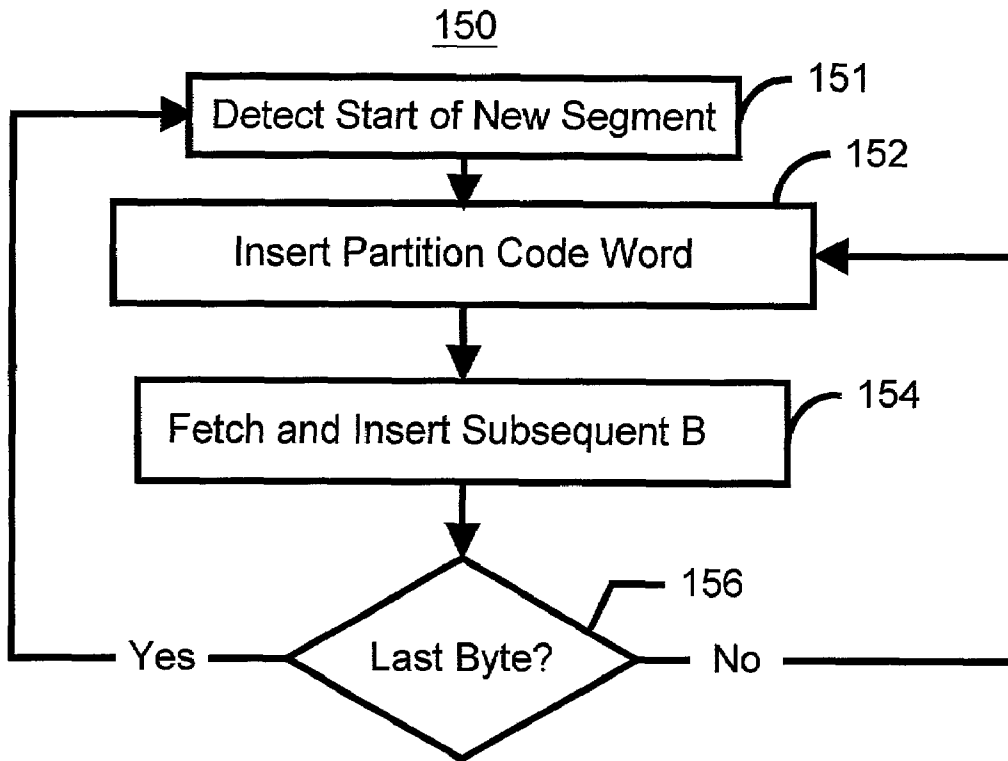 150
Detect Start of New Segment
151
152
Insert Partition Code Word
Fetch and Insert Subsequent B
154
156
Yes
Last Byte?
No